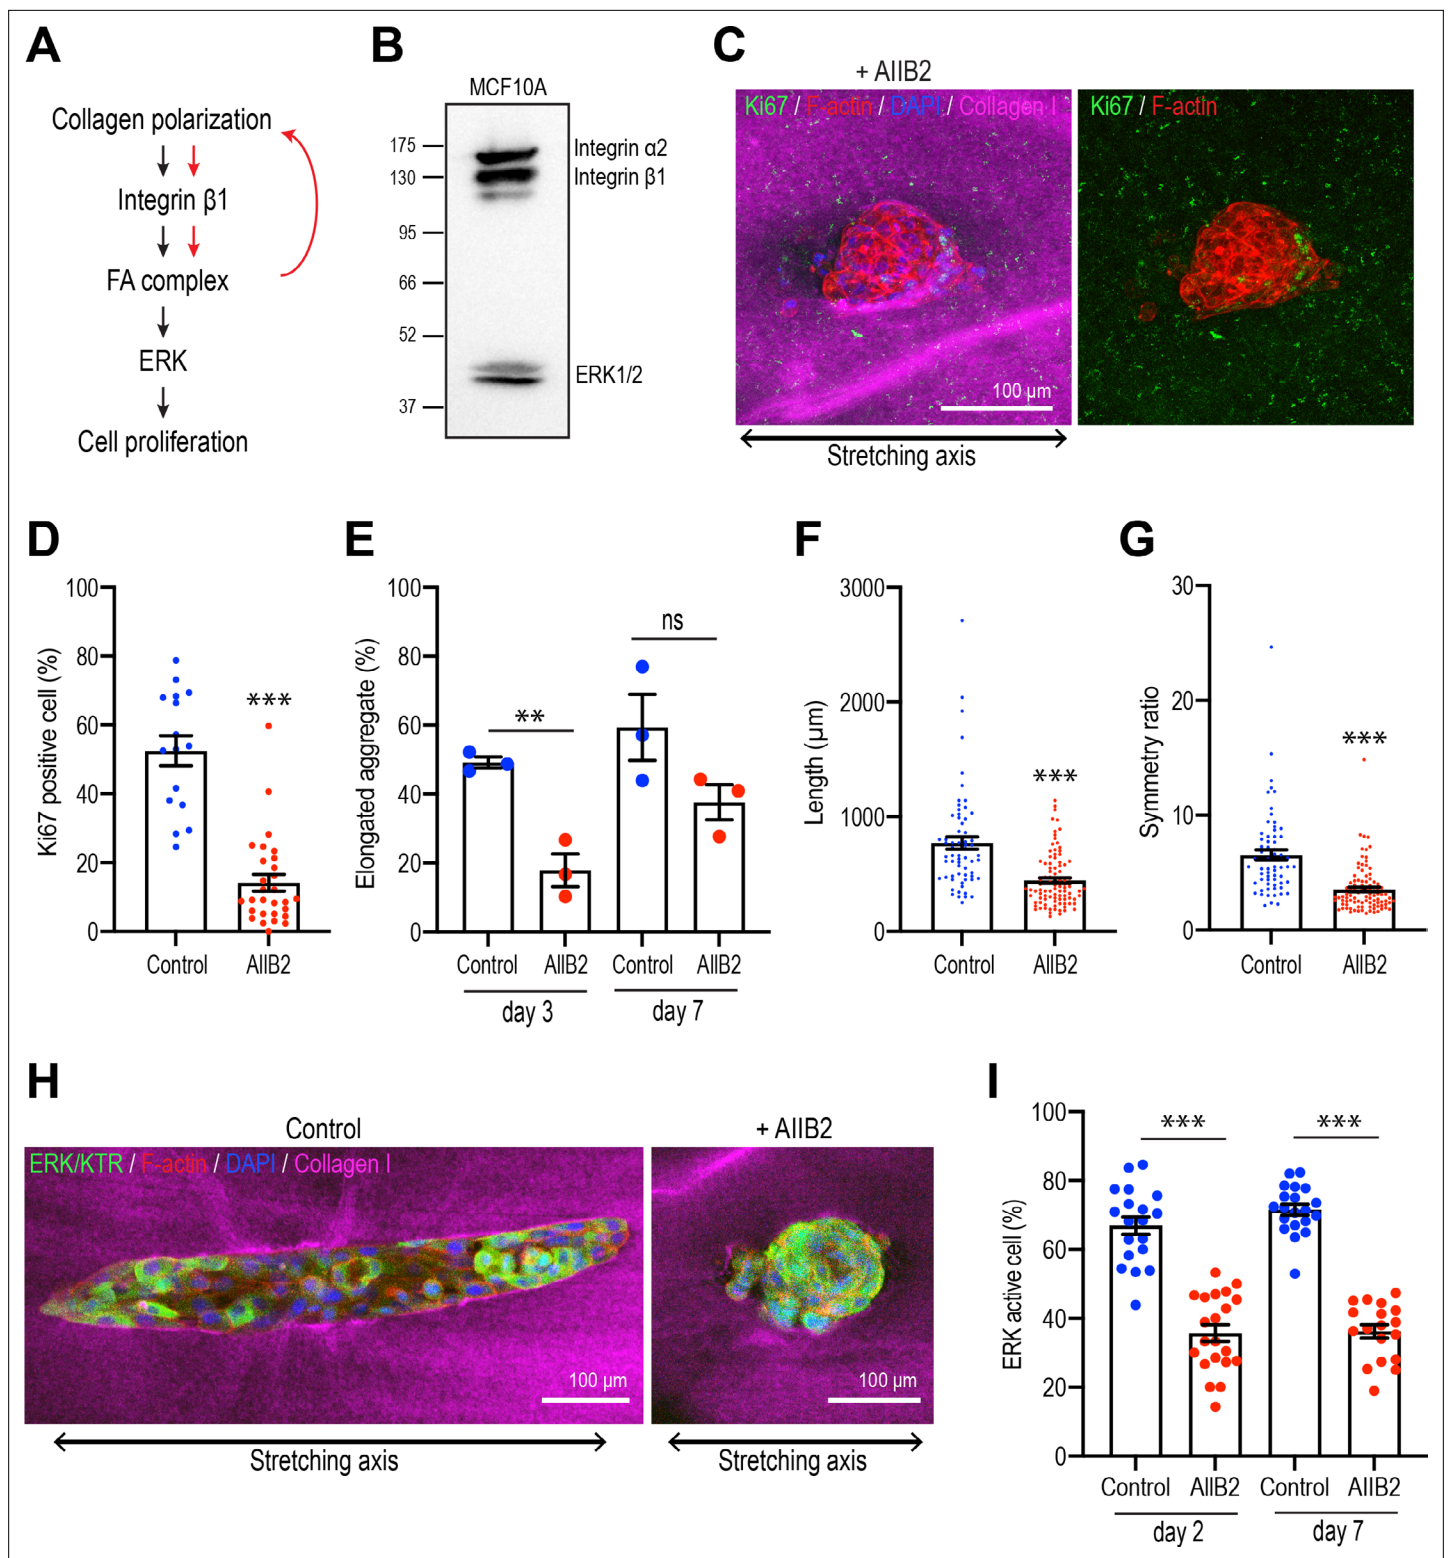 A
Collagen polarization
Integrin β1
FA complex
ERK
Cell proliferation
B
MCF10A
175
130
95
66
52
37
Integrin α2
Integrin β1
ERK1/2
C
+ AIIB2
Ki67 / F-actin / DAPI / Collagen I
100 µm
Stretching axis
Ki67 / F-actin
D
Ki67 positive cell (%)
100
80
60
40
20
0
***
Control AIIB2
E
Elongated aggregate (%)
100
80
60
40
20
0
**
ns
Control AIIB2 Control AIIB2
day 3 day 7
F
Length (µm)
3000
2000
1000
0
***
Control AIIB2
G
Symmetry ratio
30
20
10
0
***
Control AIIB2
H
Control
ERK/KTR / F-actin / DAPI / Collagen I
100 µm
Stretching axis
+ AIIB2
100 µm
Stretching axis
I
ERK active cell (%)
100
80
60
40
20
0
*** ***
Control AIIB2 Control AIIB2
day 2 day 7